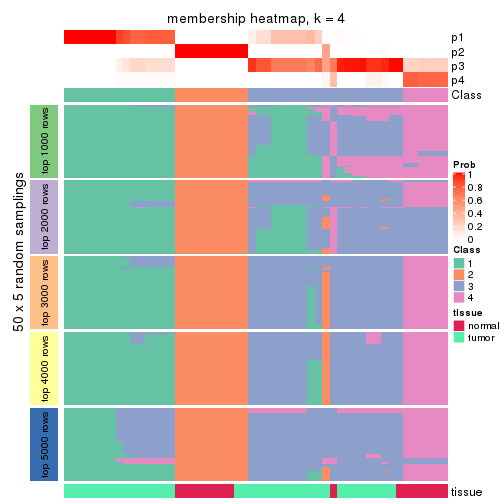 membership heatmap, k = 4
p1
p2
p3
p4
Class
50 x 5 random samplings
top 1000 rows
top 2000 rows
top 3000 rows
top 4000 rows
top 5000 rows
tissue
Prob
1
0.8
0.6
0.4
0.2
0
Class
1
2
3
4
tissue
normal
tumor